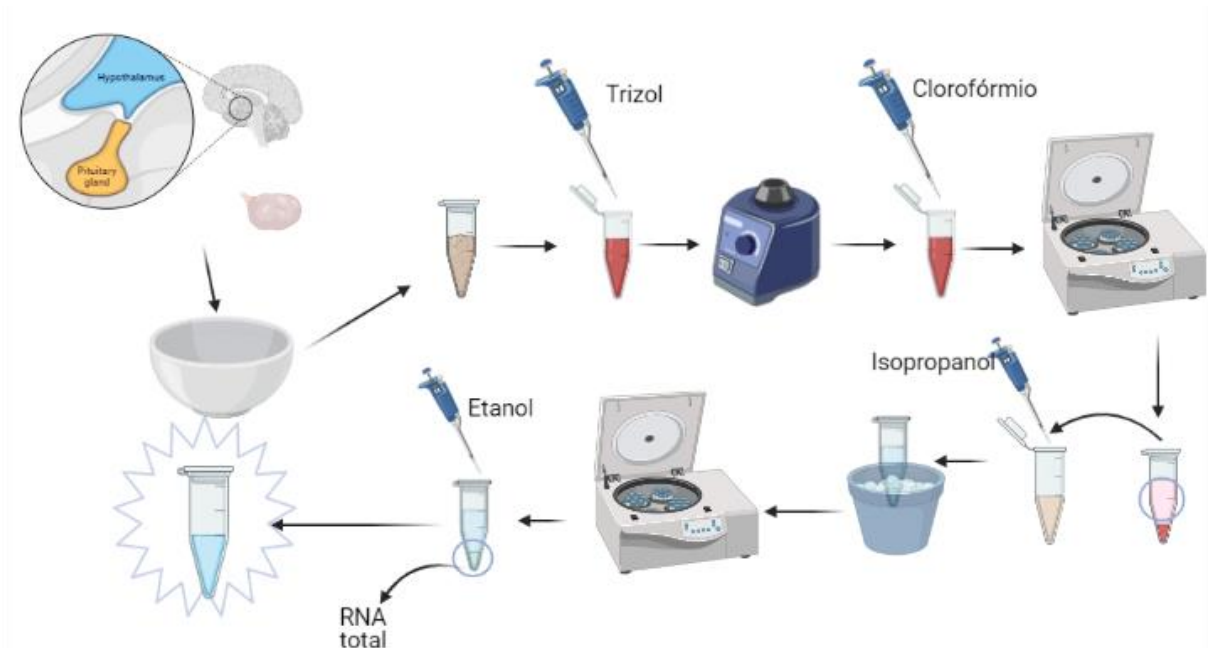 Hypothalamus
Pituitary
gland
Trizol
Clorofórmio
Isopropanol
Etanol
RNA
total